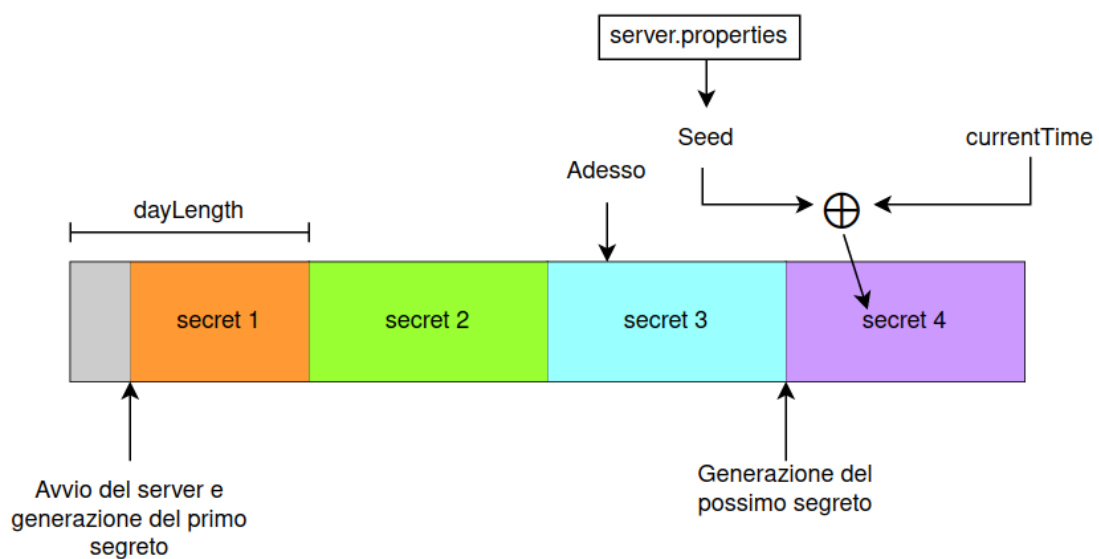 server.properties
Seed
currentTime
Adesso
dayLength
secret 1
secret 2
secret 3
secret 4
Avvio del server e
generazione del primo
segreto
Generazione del
possimo segreto